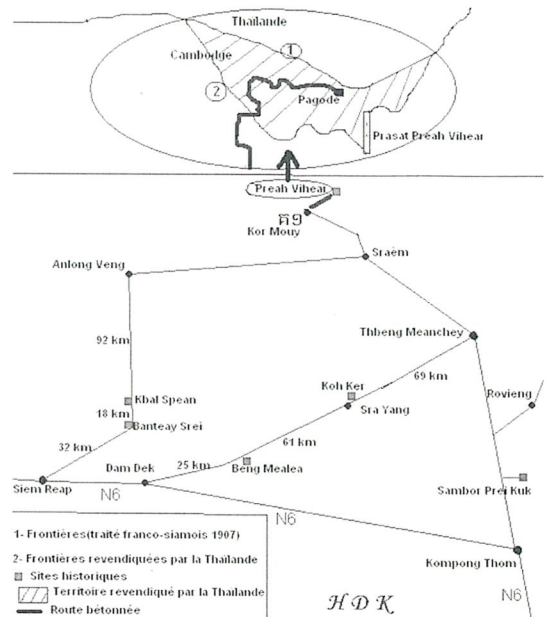 Thaïlande
1
Cambodge
2
Pagode
Prasat Preah Vihear
Preah Vihear
គ១
Kor Mouy
Sraèm
Anlong Veng
Thbeng Meanchey
92 km
69 km
Koh Ker
Rovieng
Kbal Spean
Sra Yang
18 km
Banteay Srei
32 km
61 km
Dam Dek
25 km
Beng Mealea
Siem Reap
N6
Sambor Prei Kuk
N6
1- Frontières(traité franco-siamois 1907)
2- Frontières revendiquées par la Thaïlande
Sites historiques
Territoire revendiqué par la Thaïlande
Route bétonnée
Kompong Thom
N6
H D K